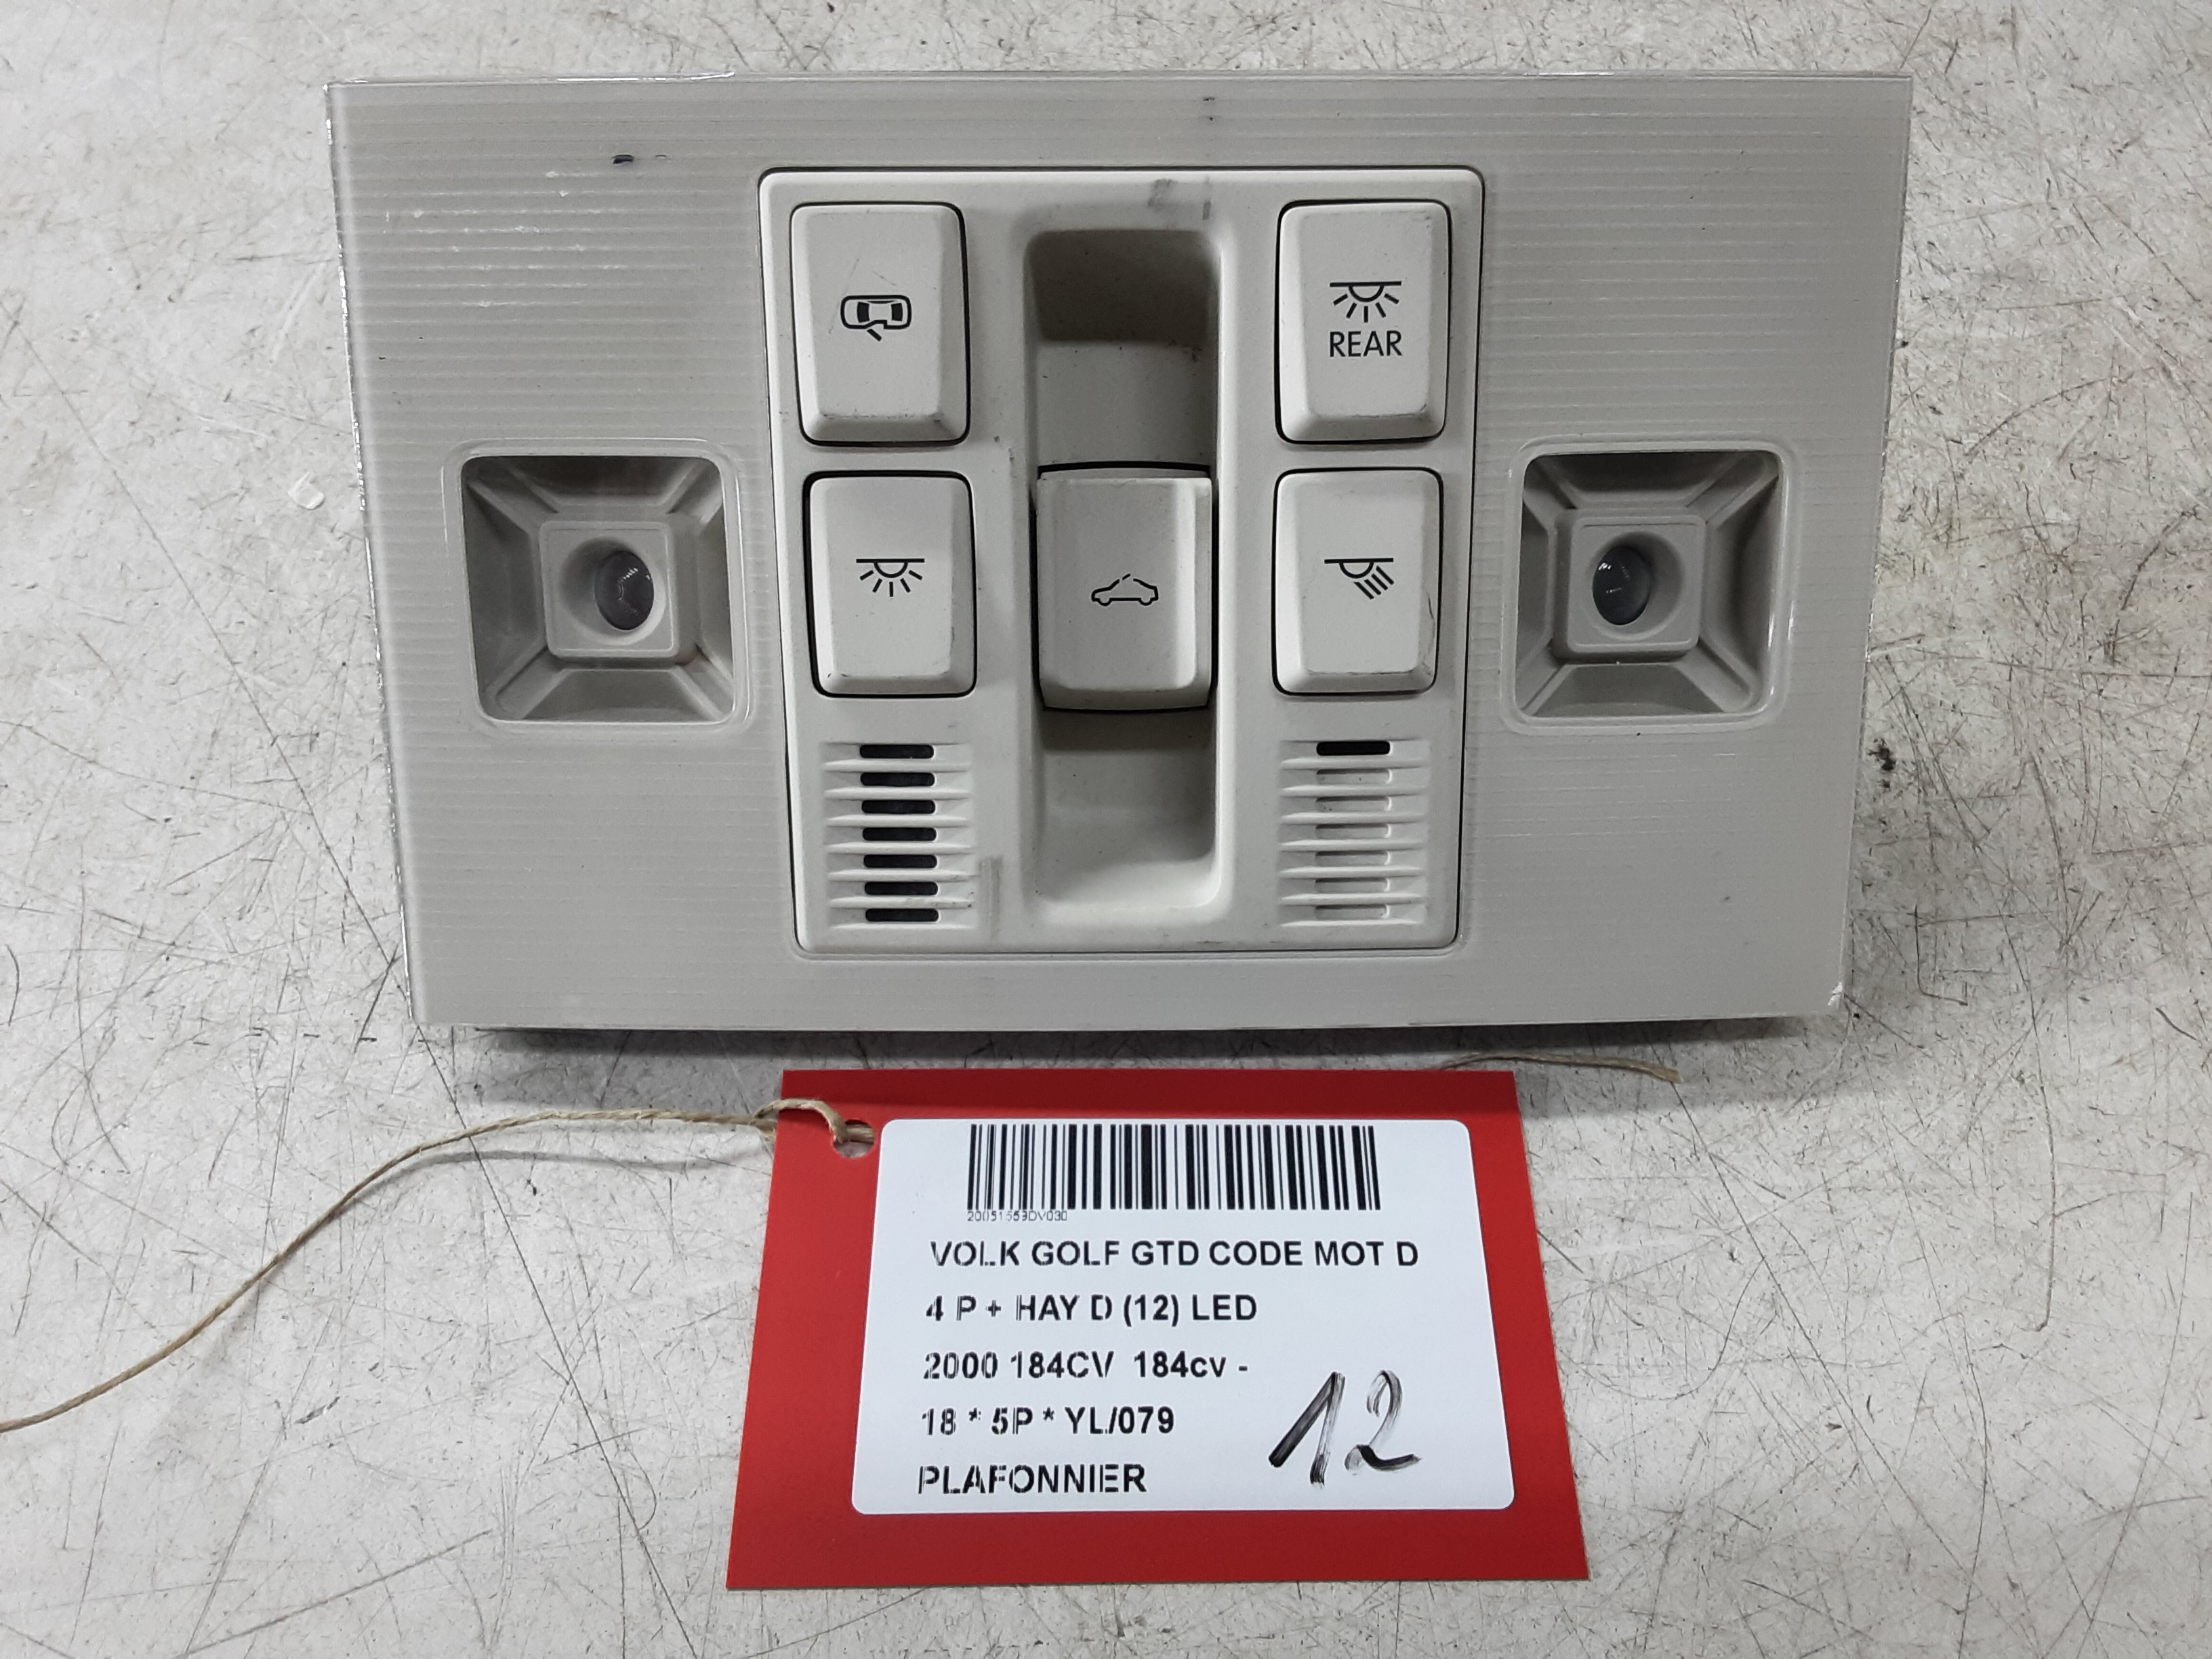 REAR
20051559DV030
VOLK GOLF GTD CODE MOT D
4 P + HAY D (12) LED
2000 184CV 184cv -
18 * 5P * YL/079
PLAFONNIER
12